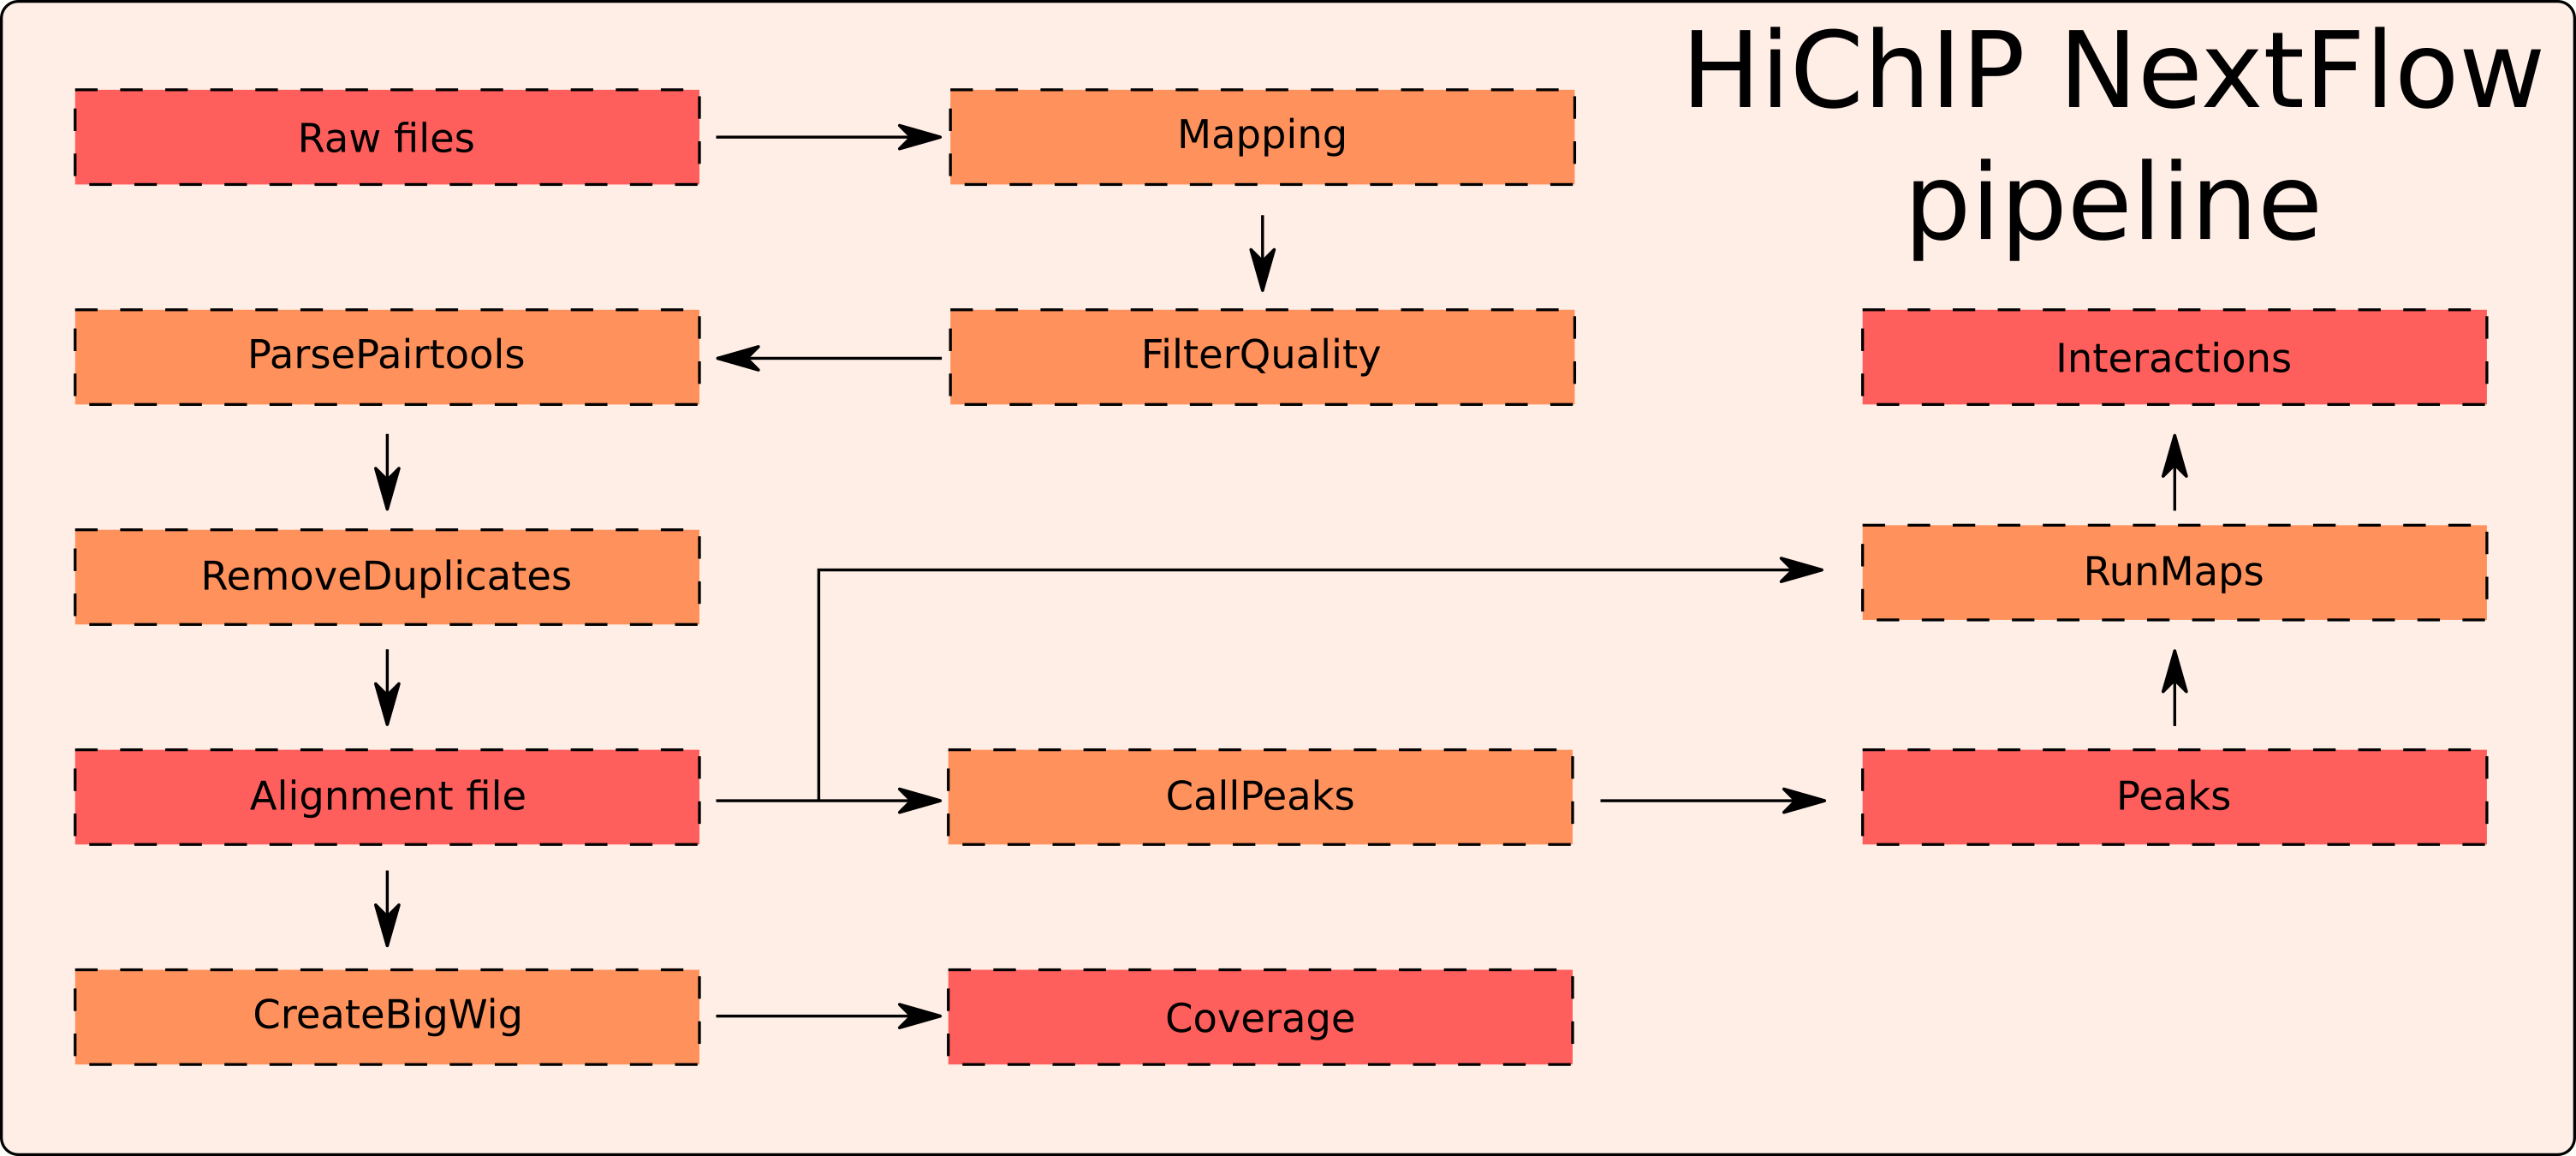 HiChIP NextFlow
pipeline
Raw files
Mapping
ParsePairtools
FilterQuality
Interactions
RemoveDuplicates
RunMaps
Alignment file
CallPeaks
Peaks
CreateBigWig
Coverage